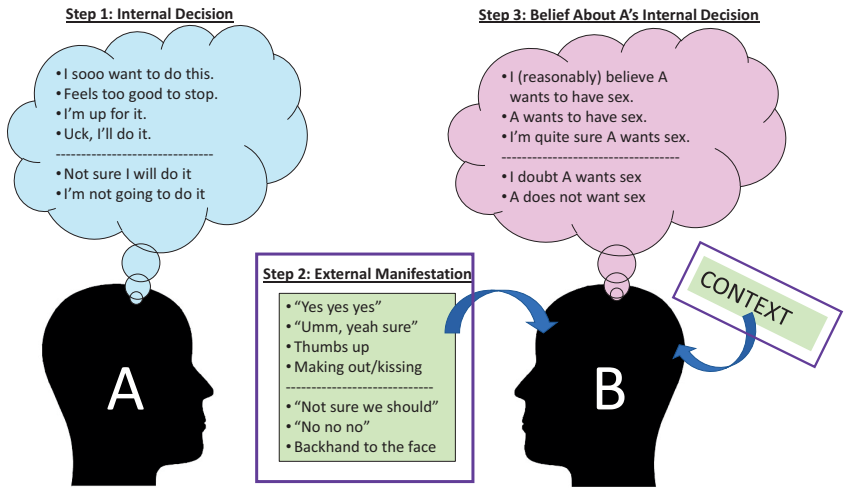 Step 1: Internal Decision
• I sooo want to do this.
• Feels too good to stop.
• I'm up for it.
• Uck, I'll do it.
------------------------------
• Not sure I will do it
• I'm not going to do it
A
Step 2: External Manifestation
• “Yes yes yes”
• “Umm, yeah sure”
• Thumbs up
• Making out/kissing
----------------------------
• “Not sure we should”
• “No no no”
• Backhand to the face
Step 3: Belief About A's Internal Decision
• I (reasonably) believe A
wants to have sex.
• A wants to have sex.
• I'm quite sure A wants sex.
----------------------------------
• I doubt A wants sex
• A does not want sex
B
CONTEXT